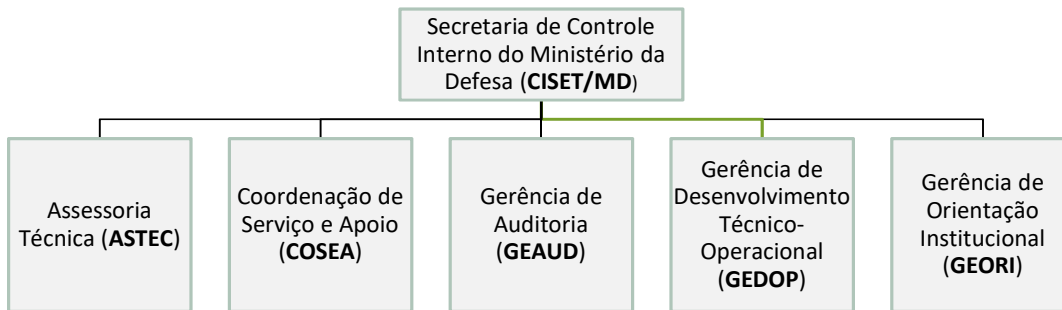 Secretaria de Controle
Interno do Ministério da
Defesa (CISET/MD)
Assessoria
Técnica (ASTEC)
Coordenação de
Serviço e Apoio
(COSEA)
Gerência de
Auditoria
(GEAUD)
Gerência de
Desenvolvimento
Técnico-
Operacional
(GEDOP)
Gerência de
Orientação
Institucional
(GEORI)